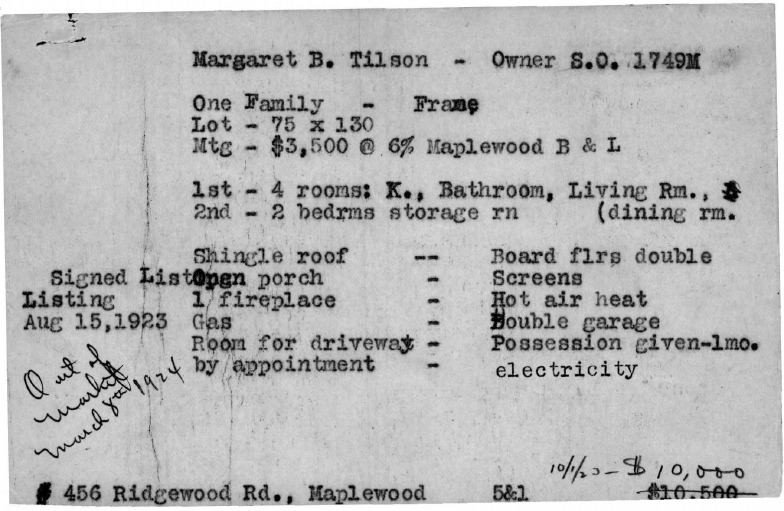 Margaret B. Tilson - Owner S.O. 1749M
One Family - Frame
Lot - 75 x 130
Mtg - $3,500 @ 6% Maplewood B & L
1st - 4 rooms: K., Bathroom, Living Rm., &
2nd - 2 bedrms storage rn (dining rm.
Shingle roof -- Board flrs double
Signed List Open porch - Screens
Listing 1 fireplace - Hot air heat
Aug 15,1923 Gas - Double garage
Room for driveway - Possession given-1mo.
by appointment - electricity
Out of
Market
March 8th 1924
10/1/23 - $10,000
# 456 Ridgewood Rd., Maplewood 5&1 $10,500